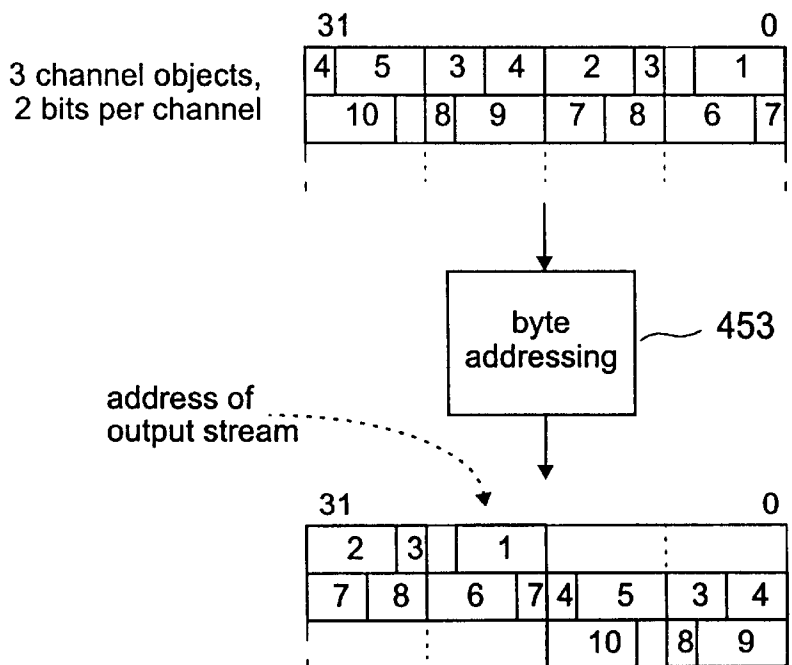 31 0
3 channel objects,
2 bits per channel
4 5 3 4 2 3 1
10 8 9 7 8 6 7
byte
addressing
453
address of
output stream
31 0
2 3 1
7 8 6 7 4 5 3 4
10 8 9